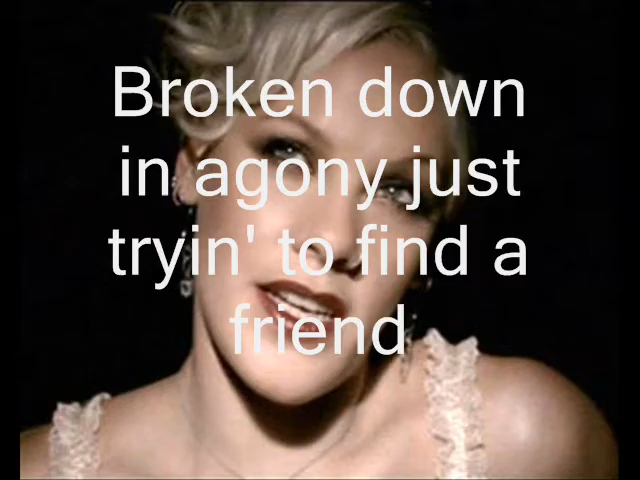 Broken down
in agony just
tryin' to find a
friend